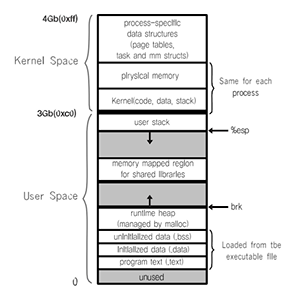 4Gb(0xff)
process-specific
data structures
(page tables,
task and mm structs)
Kernel Space
physical memory
Same for each
process
Kernel(code, data, stack)
3Gb(0xc0)
user stack
%esp
memory mapped region
for shared libraries
User Space
brk
runtime heap
(managed by malloc)
uninitialized data (.bss)
Initialized data (.data)
program text (.text)
Loaded from the
executable file
unused
0